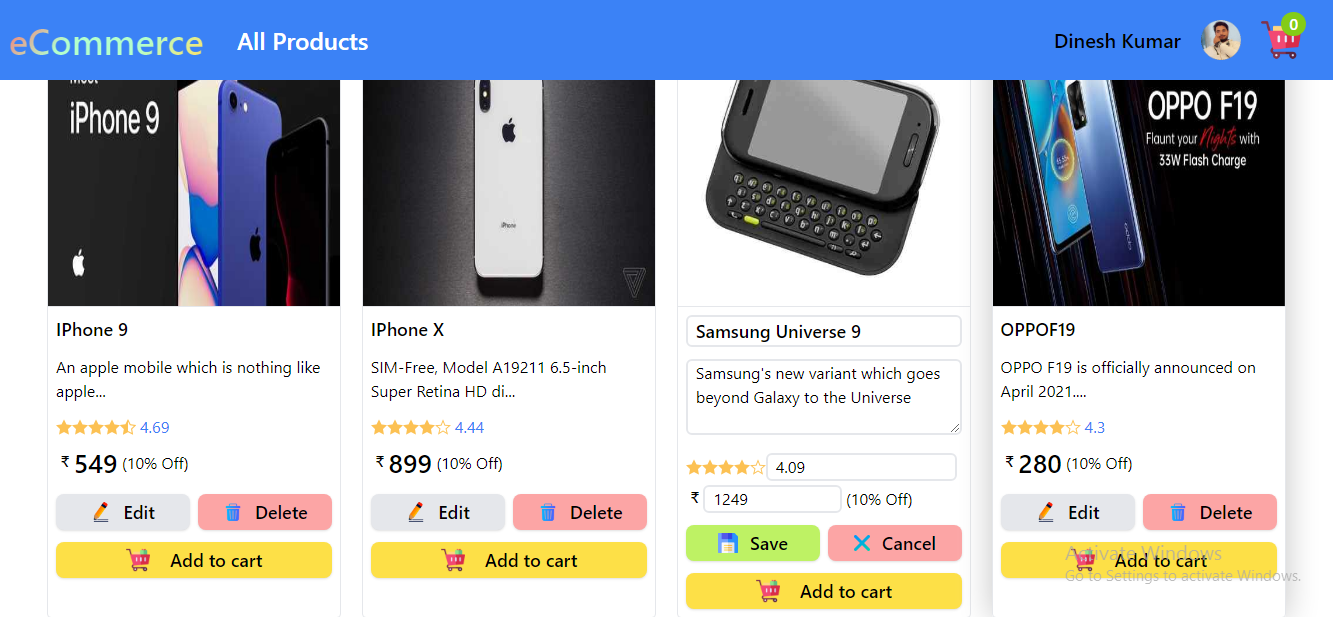 eCommerce
All Products
Dinesh Kumar
0
iPhone 9
iPhone
OPPO F19
Flaunt your Nights with
33W Flash Charge
IPhone 9
An apple mobile which is nothing like
apple...
4.69
₹ 549 (10% Off)
Edit
Delete
Add to cart
IPhone X
SIM-Free, Model A19211 6.5-inch
Super Retina HD di...
4.44
₹ 899 (10% Off)
Edit
Delete
Add to cart
Samsung Universe 9
Samsung's new variant which goes
beyond Galaxy to the Universe
4.09
₹ 1249 (10% Off)
Save
Cancel
Add to cart
OPPOF19
OPPO F19 is officially announced on
April 2021....
4.3
₹ 280 (10% Off)
Edit
Delete
Add to cart
Activate Windows
Go to Settings to activate Windows.